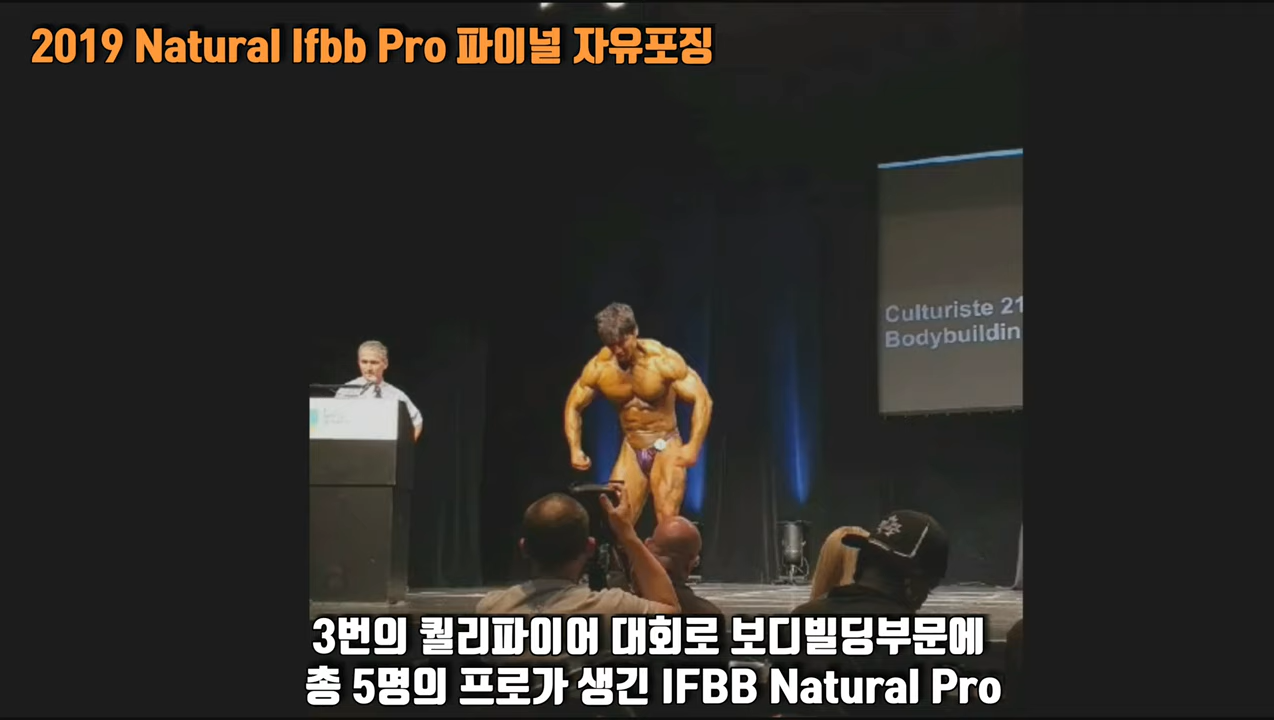 2019 Natural Ifbb Pro 파이널 자유포징
Culturiste 21
Bodybuildin
3번의 퀄리파이어 대회로 보디빌딩부문에
총 5명의 프로가 생긴 IFBB Natural Pro